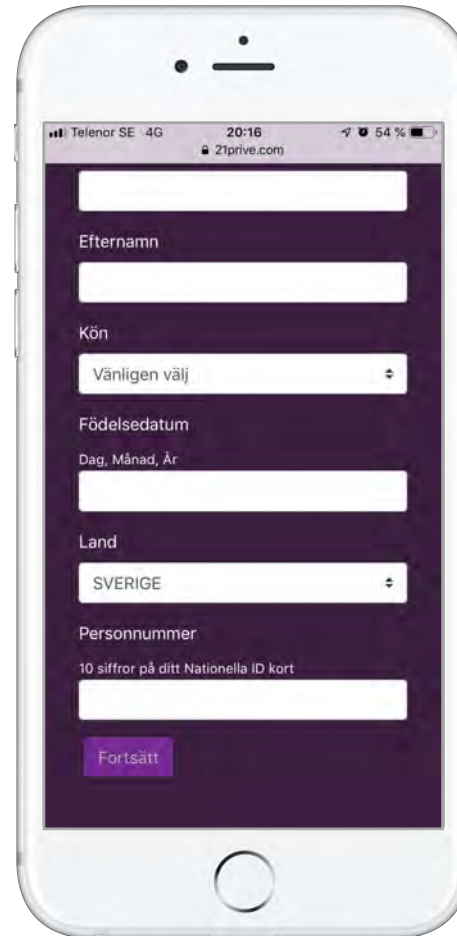 Telenor SE 4G 20:16 54 %
21prive.com
Efternamn
Kön
Vänligen välj
Födelsedatum
Dag, Månad, År
Land
SVERIGE
Personnummer
10 siffror på ditt Nationella ID kort
Fortsätt